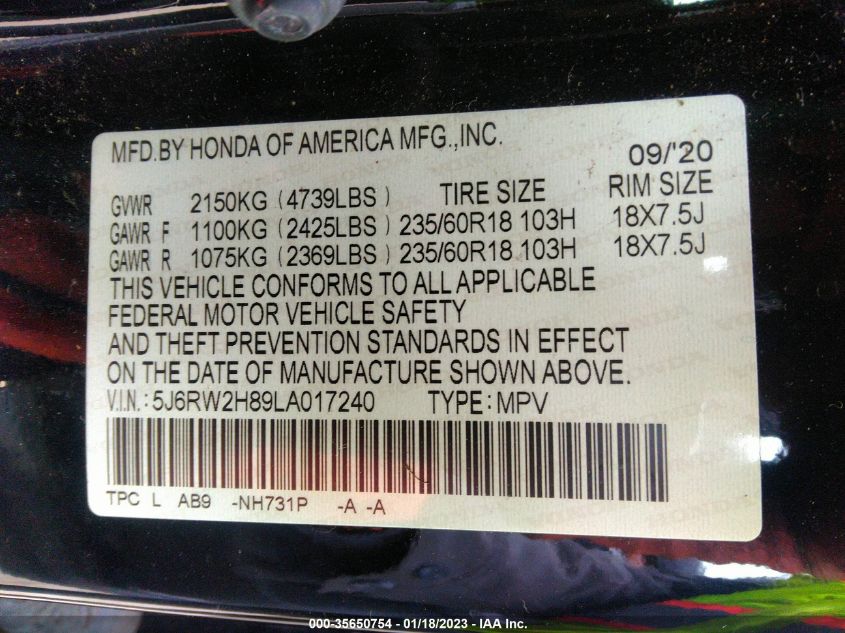 MFD.BY HONDA OF AMERICA MFG.,INC.
09/'20
GVWR 2150KG (4739LBS) TIRE SIZE RIM SIZE
GAWR F 1100KG (2425LBS) 235/60R18 103H 18X7.5J
GAWR R 1075KG (2369LBS) 235/60R18 103H 18X7.5J
THIS VEHICLE CONFORMS TO ALL APPLICABLE
FEDERAL MOTOR VEHICLE SAFETY
AND THEFT PREVENTION STANDARDS IN EFFECT
ON THE DATE OF MANUFACTURE SHOWN ABOVE.
V.I.N.: 5J6RW2H89LA017240 TYPE: MPV
TPC L AB9 -NH731P -A -A
000-35650754 - 01/18/2023 - IAA Inc.